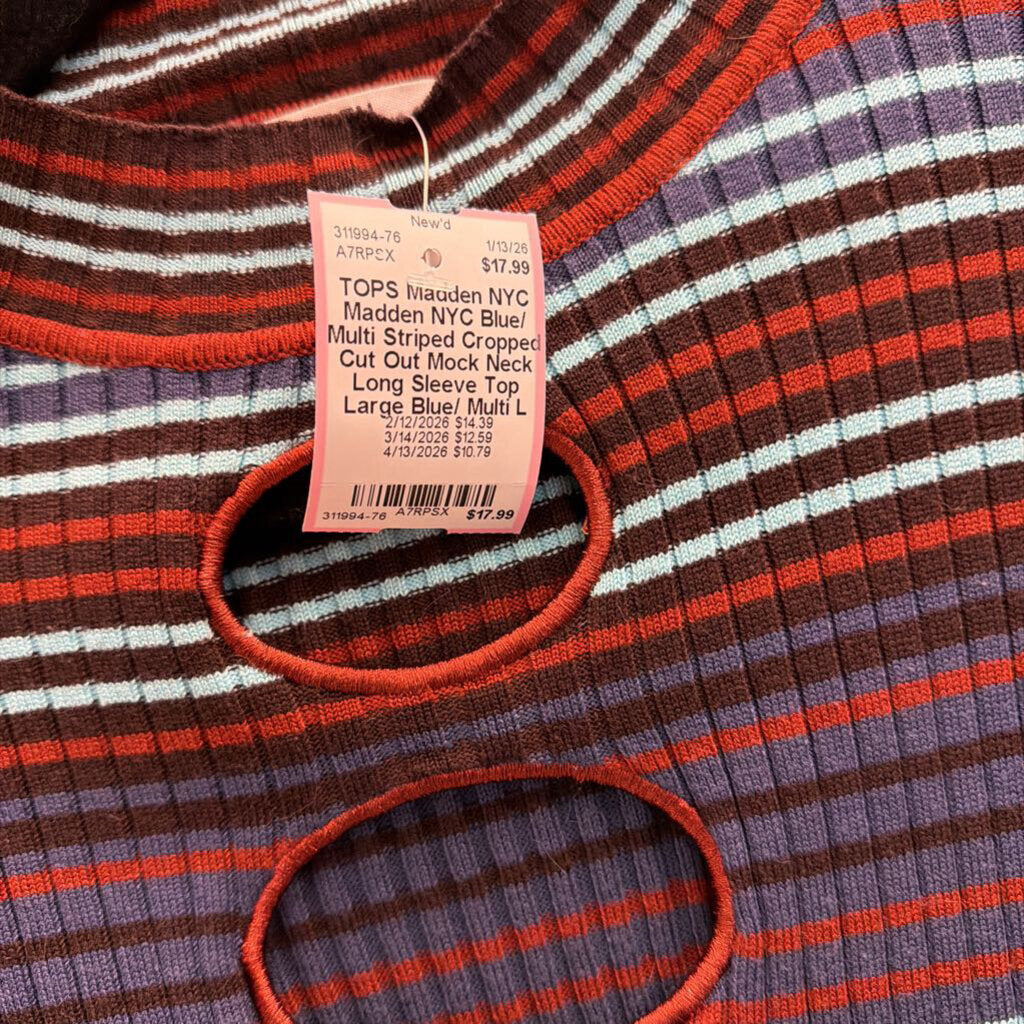 New'd
311994-76 1/13/26
A7RPSX $17.99
TOPS Madden NYC
Madden NYC Blue/
Multi Striped Cropped
Cut Out Mock Neck
Long Sleeve Top
Large Blue/ Multi L
2/12/2026 $14.39
3/14/2026 $12.59
4/13/2026 $10.79
311994-76 A7RPSX $17.99